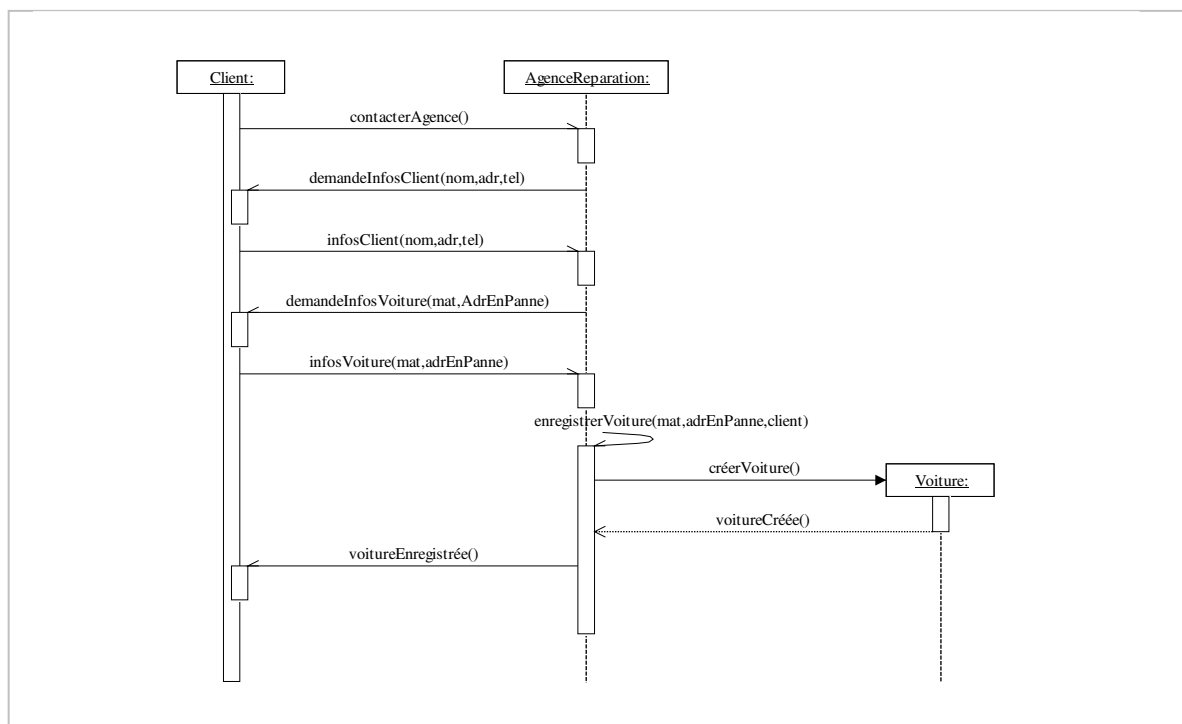 Client:
AgenceReparation:
contacterAgence()
demandeInfosClient(nom,adr,tel)
infosClient(nom,adr,tel)
demandeInfosVoiture(mat,AdrEnPanne)
infosVoiture(mat,adrEnPanne)
enregistrerVoiture(mat,adrEnPanne,client)
créerVoiture()
Voiture:
voitureCréée()
voitureEnregistrée()